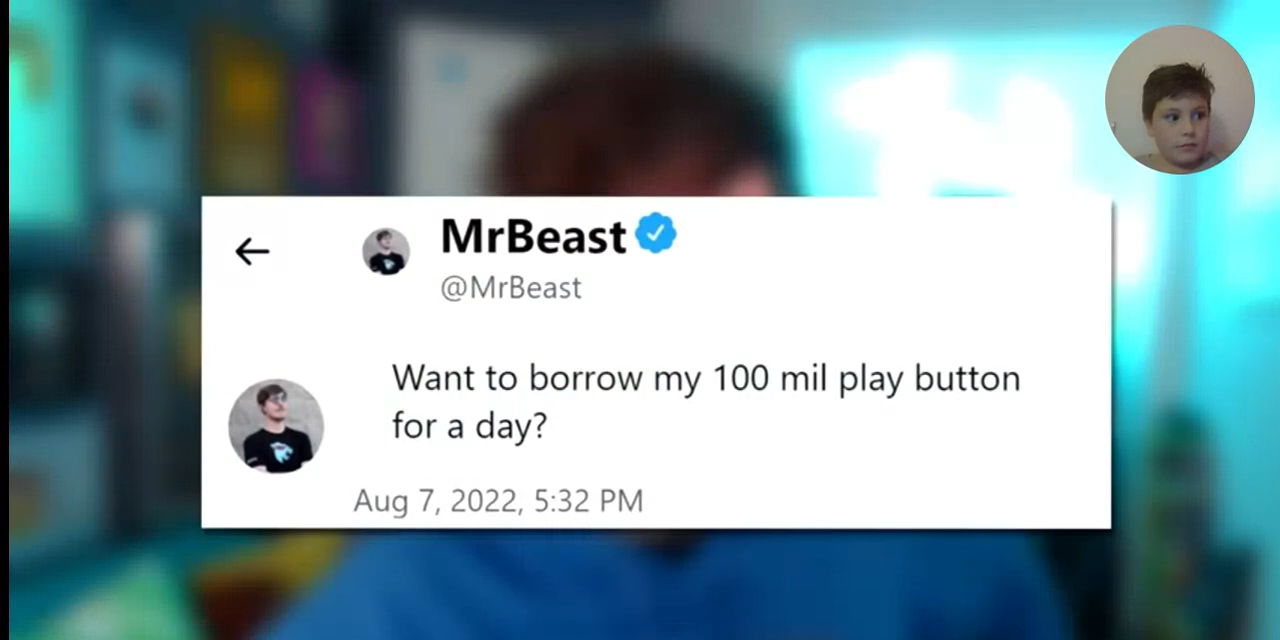 MrBeast
@MrBeast
Want to borrow my 100 mil play button
for a day?
Aug 7, 2022, 5:32 PM